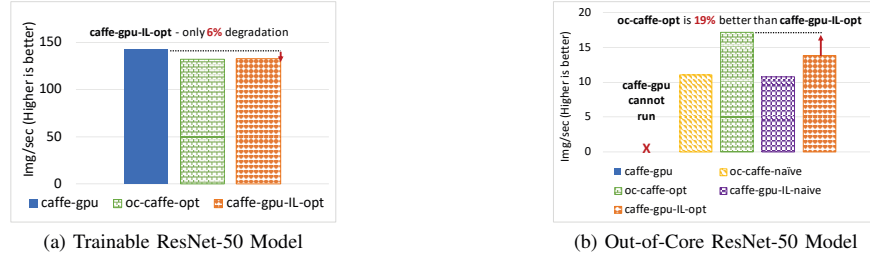 caffe-gpu-IL-opt - only 6% degradation
Img/sec (Higher is better)
150
100
50
0
caffe-gpu oc-caffe-opt caffe-gpu-IL-opt
(a) Trainable ResNet-50 Model
oc-caffe-opt is 19% better than caffe-gpu-IL-opt
Img/sec (Higher is better)
20
15
10
5
0
caffe-gpu
cannot
run
X
caffe-gpu oc-caffe-naïve
oc-caffe-opt caffe-gpu-IL-naive
caffe-gpu-IL-opt
(b) Out-of-Core ResNet-50 Model